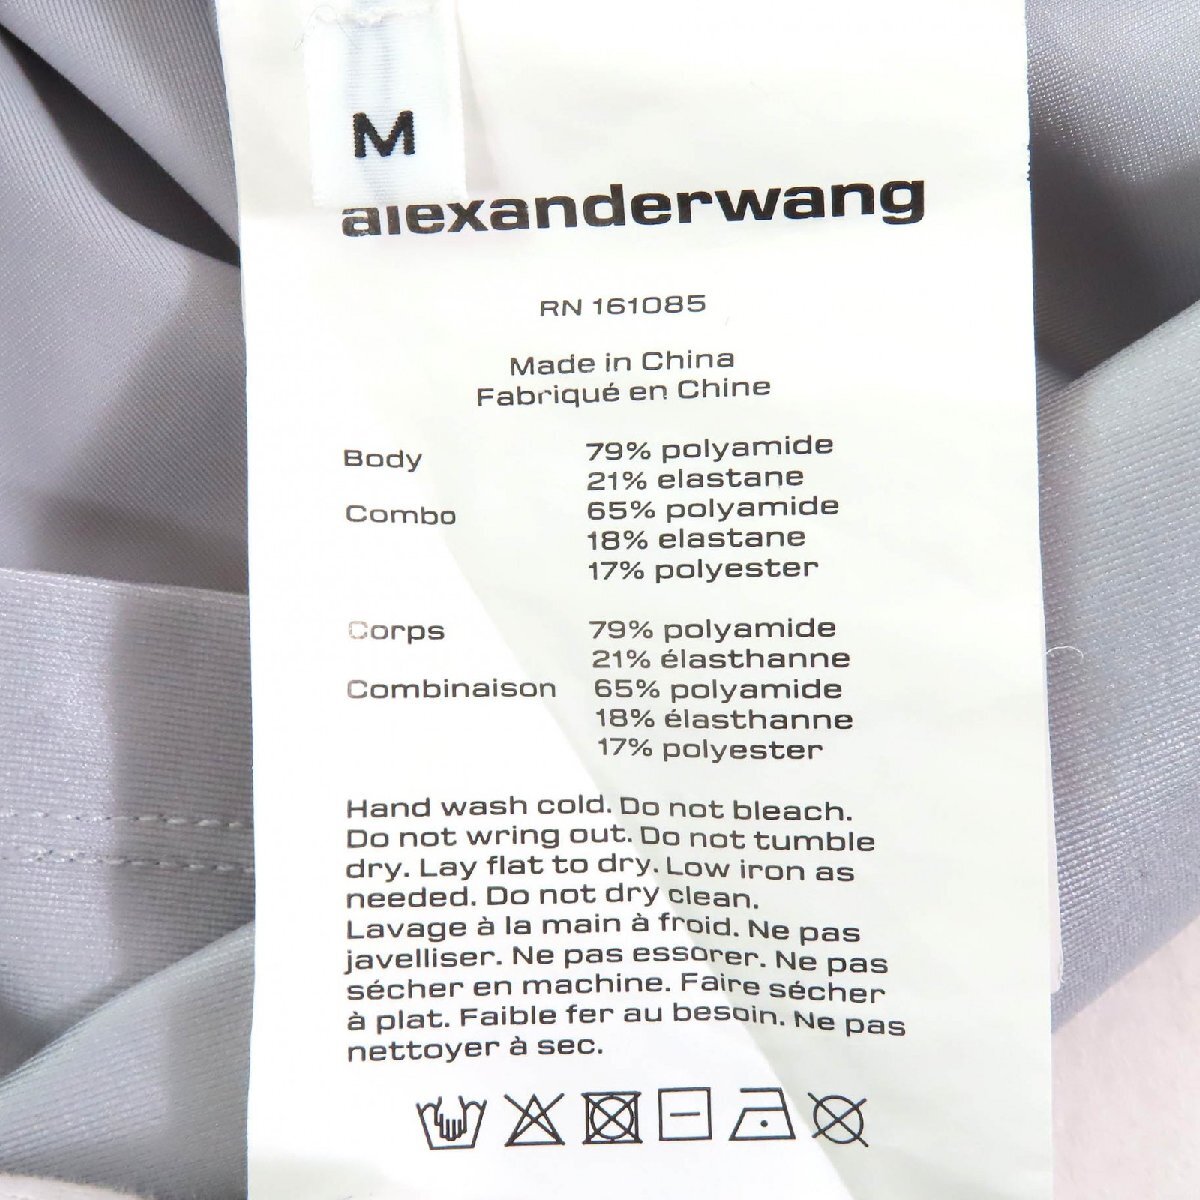 M
alexanderwang
RN 161085
Made in China
Fabriqué en Chine
Body 79% polyamide
21% elastane
Combo 65% polyamide
18% elastane
17% polyester
Corps 79% polyamide
21% élasthanne
Combinaison 65% polyamide
18% élasthanne
17% polyester
Hand wash cold. Do not bleach.
Do not wring out. Do not tumble
dry. Lay flat to dry. Low iron as
needed. Do not dry clean.
Lavage à la main à froid. Ne pas
javelliser. Ne pas essorer. Ne pas
sécher en machine. Faire sécher
à plat. Faible fer au besoin. Ne pas
nettoyer à sec.